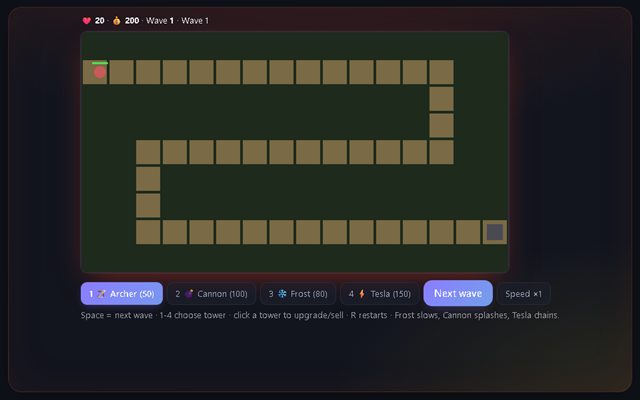 ❤️ 20 · 💰 200 · Wave 1 · Wave 1
1 🏹 Archer (50)
2 💣 Cannon (100)
3 ❄️ Frost (80)
4 ⚡ Tesla (150)
Next wave
Speed ×1
Space = next wave · 1-4 choose tower · click a tower to upgrade/sell · R restarts · Frost slows, Cannon splashes, Tesla chains.